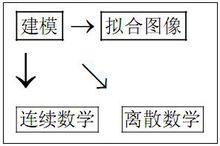 建模 → 拟合图像
↓ ↘
连续数学 离散数学